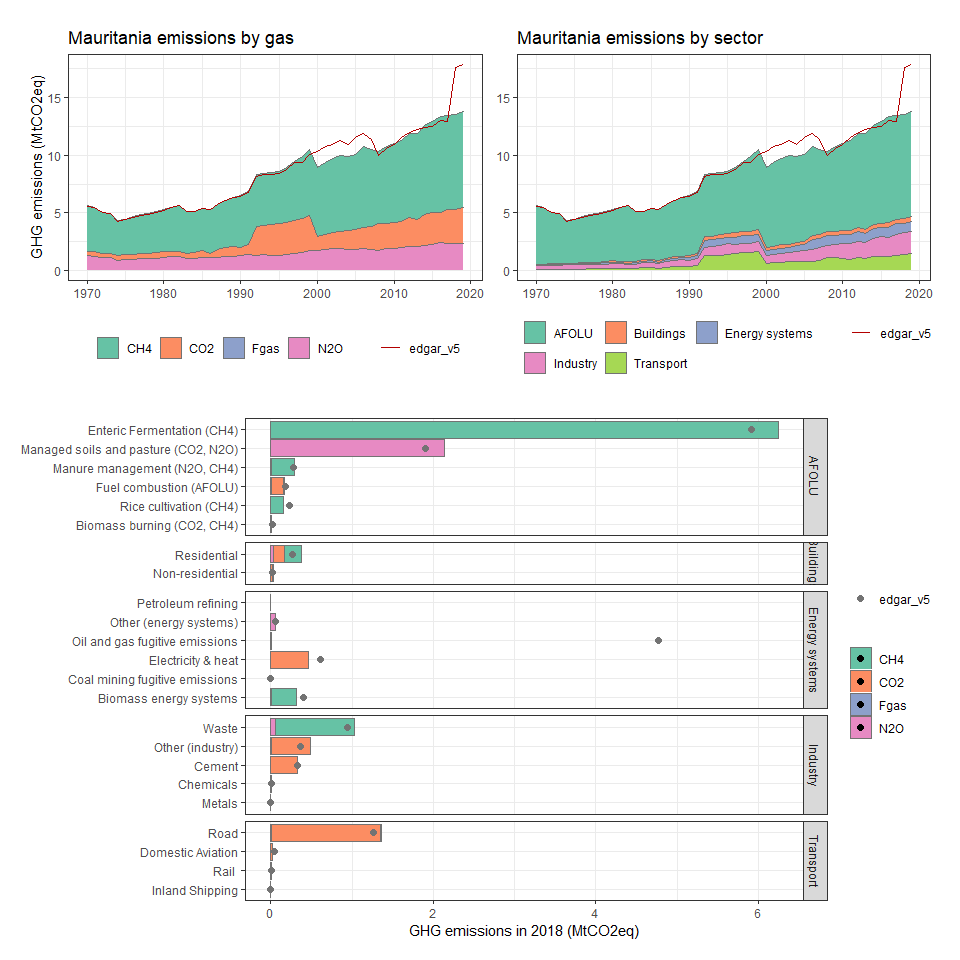 Mauritania emissions by gas
Mauritania emissions by sector
GHG emissions (MtCO2eq)
15
10
5
0
1970
1980
1990
2000
2010
2020
15
10
5
0
1970
1980
1990
2000
2010
2020
CH4
CO2
Fgas
N2O
edgar_v5
AFOLU
Buildings
Energy systems
edgar_v5
Industry
Transport
Enteric Fermentation (CH4)
Managed soils and pasture (CO2, N2O)
Manure management (N2O, CH4)
Fuel combustion (AFOLU)
Rice cultivation (CH4)
Biomass burning (CO2, CH4)
AFOLU
Residential
Non-residential
Building
Petroleum refining
Other (energy systems)
Oil and gas fugitive emissions
Electricity & heat
Coal mining fugitive emissions
Biomass energy systems
Energy systems
Waste
Other (industry)
Cement
Chemicals
Metals
Industry
Road
Domestic Aviation
Rail
Inland Shipping
Transport
0
2
4
6
GHG emissions in 2018 (MtCO2eq)
edgar_v5
CH4
CO2
Fgas
N2O